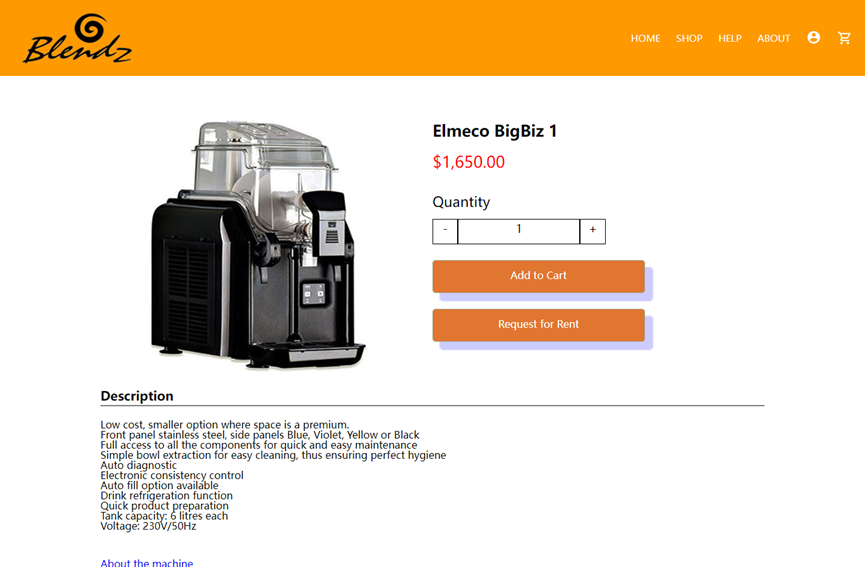 Blendz
HOME SHOP HELP ABOUT
Elmeco BigBiz 1
$1,650.00
Quantity
- 1 +
Add to Cart
Request for Rent
Description
Low cost, smaller option where space is a premium.
Front panel stainless steel, side panels Blue, Violet, Yellow or Black
Full access to all the components for quick and easy maintenance
Simple bowl extraction for easy cleaning, thus ensuring perfect hygiene
Auto diagnostic
Electronic consistency control
Auto fill option available
Drink refrigeration function
Quick product preparation
Tank capacity: 6 litres each
Voltage: 230V/50Hz
About the machine